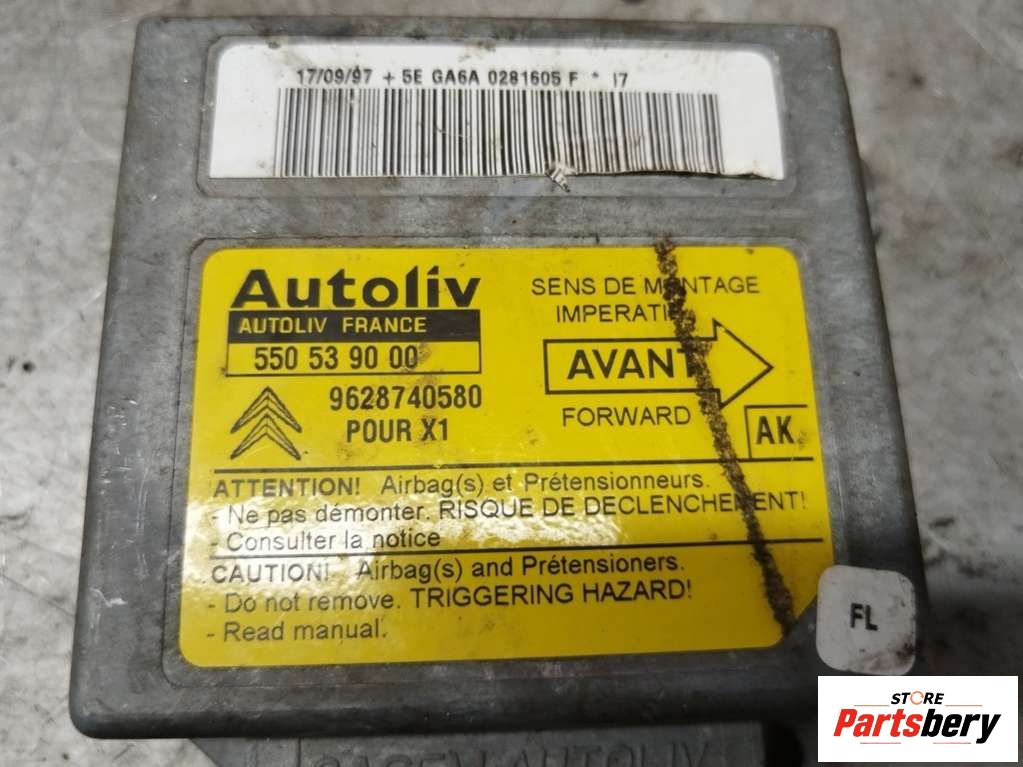 17/09/97 + 5E GA6A 0281605 F * I7
Autoliv
AUTOLIV FRANCE
550 53 90 00
9628740580
POUR X1
SENS DE MONTAGE
IMPERATIF
AVANT
FORWARD
AK
ATTENTION! Airbag(s) et Prétensionneurs.
- Ne pas démonter. RISQUE DE DECLENCHEMENT!
- Consulter la notice
CAUTION! Airbag(s) and Prétensioners.
- Do not remove. TRIGGERING HAZARD!
- Read manual.
FL
AUTOLIV
STORE
Partsbery